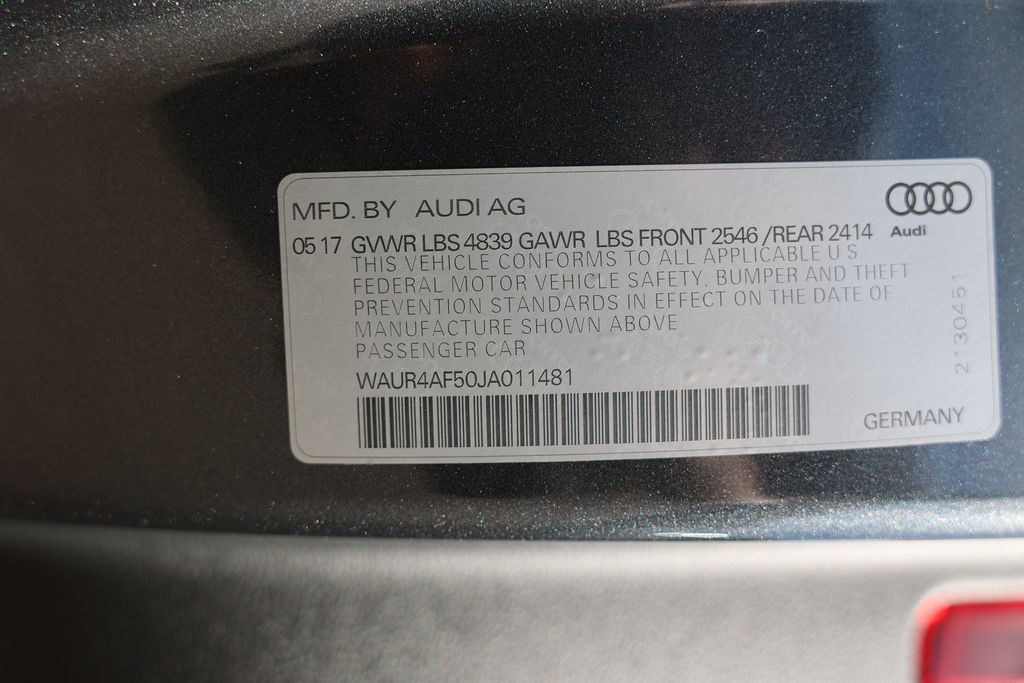 MFD. BY AUDI AG
Audi
05 17 GVWR LBS 4839 GAWR LBS FRONT 2546 /REAR 2414
THIS VEHICLE CONFORMS TO ALL APPLICABLE U S
FEDERAL MOTOR VEHICLE SAFETY, BUMPER AND THEFT
PREVENTION STANDARDS IN EFFECT ON THE DATE OF
MANUFACTURE SHOWN ABOVE
PASSENGER CAR
WAUR4AF50JA011481
2130451
GERMANY